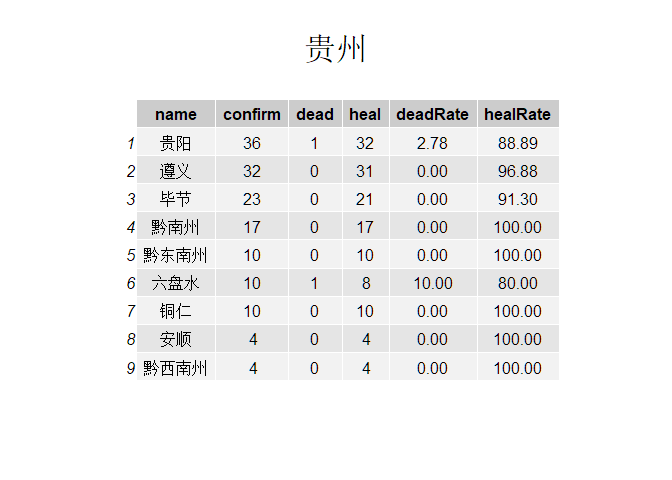 贵州
name confirm dead heal deadRate healRate
1 贵阳 36 1 32 2.78 88.89
2 遵义 32 0 31 0.00 96.88
3 毕节 23 0 21 0.00 91.30
4 黔南州 17 0 17 0.00 100.00
5 黔东南州 10 0 10 0.00 100.00
6 六盘水 10 1 8 10.00 80.00
7 铜仁 10 0 10 0.00 100.00
8 安顺 4 0 4 0.00 100.00
9 黔西南州 4 0 4 0.00 100.00